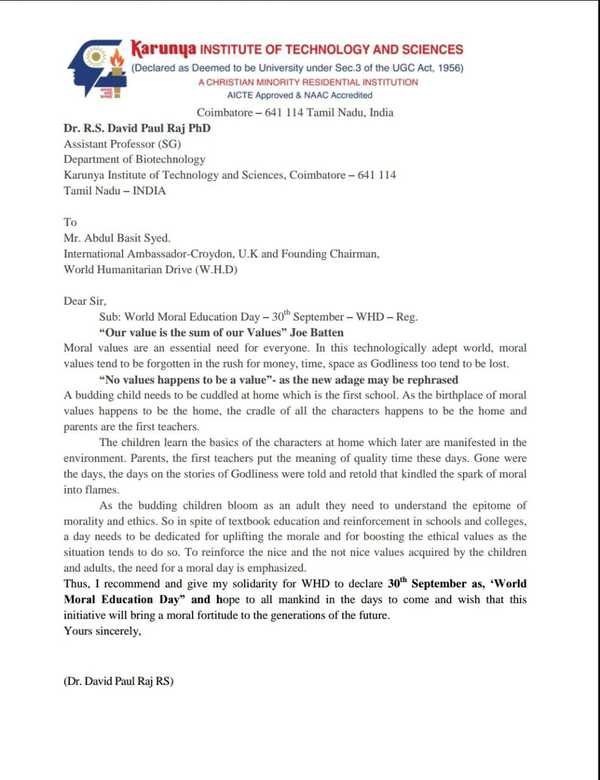 Karunya INSTITUTE OF TECHNOLOGY AND SCIENCES
(Declared as Deemed to be University under Sec.3 of the UGC Act, 1956)
A CHRISTIAN MINORITY RESIDENTIAL INSTITUTION
AICTE Approved & NAAC Accredited
Coimbatore – 641 114 Tamil Nadu, India
Dr. R.S. David Paul Raj PhD
Assistant Professor (SG)
Department of Biotechnology
Karunya Institute of Technology and Sciences, Coimbatore – 641 114
Tamil Nadu – INDIA
To
Mr. Abdul Basit Syed.
International Ambassador-Croydon, U.K and Founding Chairman,
World Humanitarian Drive (W.H.D)
Dear Sir,
Sub: World Moral Education Day – 30th September – WHD – Reg.
“Our value is the sum of our Values” Joe Batten
Moral values are an essential need for everyone. In this technologically adept world, moral
values tend to be forgotten in the rush for money, time, space as Godliness too tend to be lost.
“No values happens to be a value”- as the new adage may be rephrased
A budding child needs to be cuddled at home which is the first school. As the birthplace of moral
values happens to be the home, the cradle of all the characters happens to be the home and
parents are the first teachers.
The children learn the basics of the characters at home which later are manifested in the
environment. Parents, the first teachers put the meaning of quality time these days. Gone were
the days, the days on the stories of Godliness were told and retold that kindled the spark of moral
into flames.
As the budding children bloom as an adult they need to understand the epitome of
morality and ethics. So in spite of textbook education and reinforcement in schools and colleges,
a day needs to be dedicated for uplifting the morale and for boosting the ethical values as the
situation tends to do so. To reinforce the nice and the not nice values acquired by the children
and adults, the need for a moral day is emphasized.
Thus, I recommend and give my solidarity for WHD to declare 30th September as, ‘World
Moral Education Day” and hope to all mankind in the days to come and wish that this
initiative will bring a moral fortitude to the generations of the future.
Yours sincerely,
(Dr. David Paul Raj RS)